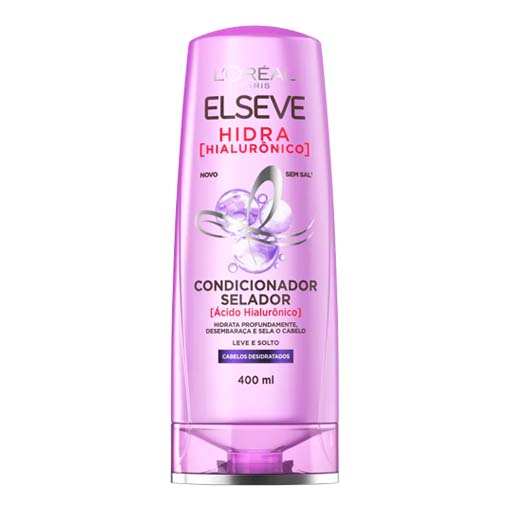 L'ORÉAL
PARIS
ELSEVE
HIDRA
[HIALURÔNICO]
NOVO
SEM SAL¹
CONDICIONADOR
SELADOR
[Ácido Hialurônico]
HIDRATA PROFUNDAMENTE,
DESEMBARAÇA E SELA O CABELO
LEVE E SOLTO
CABELOS DESIDRATADOS
400 ml